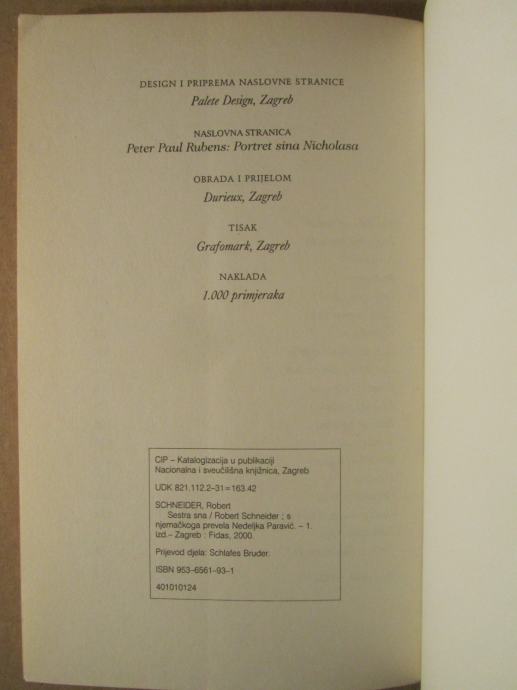 DESIGN I PRIPREMA NASLOVNE STRANICE
Palete Design, Zagreb
NASLOVNA STRANICA
Peter Paul Rubens: Portret sina Nicholasa
OBRADA I PRIJELOM
Durieux, Zagreb
TISAK
Grafomark, Zagreb
NAKLADA
1.000 primjeraka
CIP – Katalogizacija u publikaciji
Nacionalna i sveučilišna knjižnica, Zagreb
UDK 821.112.2–31=163.42
SCHNEIDER, Robert
Sestra sna / Robert Schneider ; s
njemačkoga prevela Nedeljka Paravić. – 1.
izd.– Zagreb : Fidas, 2000.
Prijevod djela: Schlafes Bruder.
ISBN 953–6561–93–1
401010124